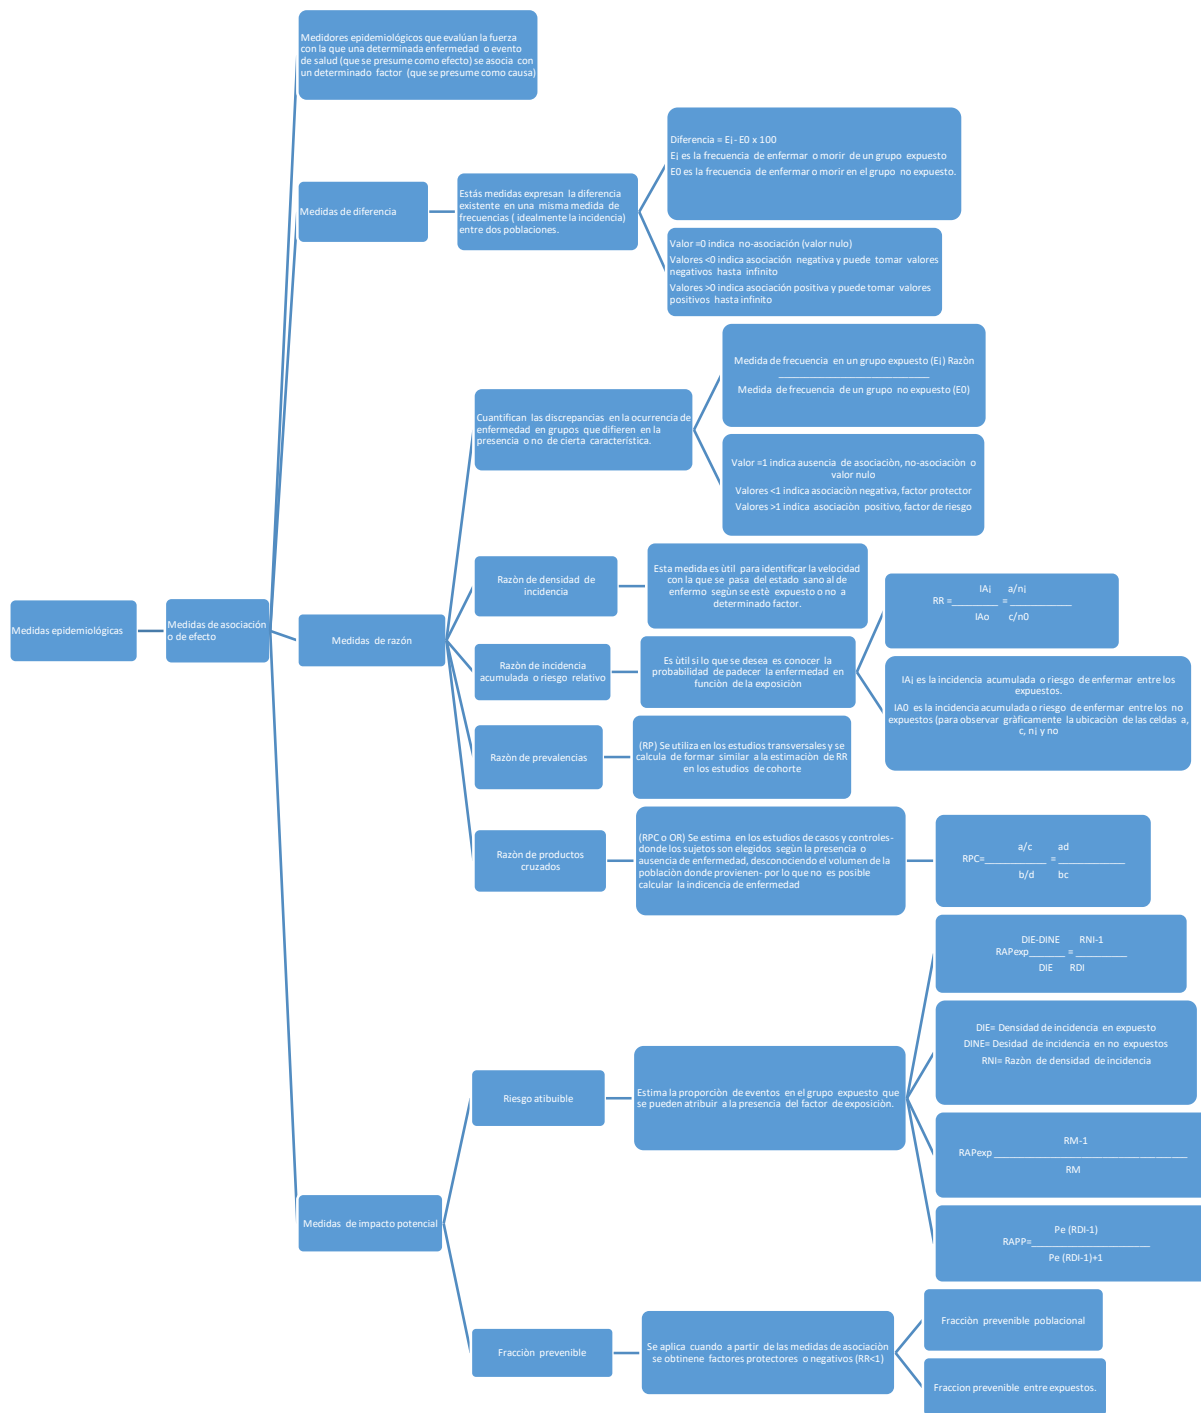 Medidores epidemiológicos que evalúan la fuerza
con la que una determinada enfermedad o evento
de salud (que se presume como efecto) se asocia con
un determinado factor (que se presume como causa)
Diferencia = E¡- E0 x 100
E¡ es la frecuencia de enfermar o morir de un grupo expuesto
E0 es la frecuencia de enfermar o morir en el grupo no expuesto.
Medidas de diferencia
Estás medidas expresan la diferencia
existente en una misma medida de
frecuencias ( idealmente la incidencia)
entre dos poblaciones.
Valor =0 indica no-asociación (valor nulo)
Valores <0 indica asociación negativa y puede tomar valores
negativos hasta infinito
Valores >0 indica asociación positiva y puede tomar valores
positivos hasta infinito
Medida de frecuencia en un grupo expuesto (E¡) Razòn
______________________________
Medida de frecuencia de un grupo no expuesto (E0)
Cuantifican las discrepancias en la ocurrencia de
enfermedad en grupos que difieren en la
presencia o no de cierta característica.
Valor =1 indica ausencia de asociaciòn, no-asociaciòn o
valor nulo
Valores <1 indica asociaciòn negativa, factor protector
Valores >1 indica asociaciòn positivo, factor de riesgo
Razòn de densidad de
incidencia
Esta medida es ùtil para identificar la velocidad
con la que se pasa del estado sano al de
enfermo segùn se estè expuesto o no a
determinado factor.
Medidas epidemiológicas
Medidas de asociación
o de efecto
Medidas de razón
IA¡ a/n¡
RR =_________ = ____________
IAo c/n0
Razòn de incidencia
acumulada o riesgo relativo
Es ùtil si lo que se desea es conocer la
probabilidad de padecer la enfermedad en
funciòn de la exposiciòn
IA¡ es la incidencia acumulada o riesgo de enfermar entre los
expuestos.
IA0 es la incidencia acumulada o riesgo de enfermar entre los no
expuestos (para observar gràficamente la ubicaciòn de las celdas a,
c, n¡ y no
Razòn de prevalencias
(RP) Se utiliza en los estudios transversales y se
calcula de formar similar a la estimaciòn de RR
en los estudios de cohorte
Razòn de productos
cruzados
(RPC o OR) Se estima en los estudios de casos y controles-
donde los sujetos son elegidos segùn la presencia o
ausencia de enfermedad, desconociendo el volumen de la
poblaciòn donde provienen- por lo que no es posible
calcular la indicencia de enfermedad
a/c ad
RPC=____________ = _____________
b/d bc
DIE-DINE RNI-1
RAPexp_______ = __________
DIE RDI
DIE= Densidad de incidencia en expuesto
DINE= Desidad de incidencia en no expuestos
RNI= Razòn de densidad de incidencia
Riesgo atibuible
Estima la proporciòn de eventos en el grupo expuesto que
se pueden atribuir a la presencia del factor de exposiciòn.
RM-1
RAPexp ______________________________________
RM
Medidas de impacto potencial
Pe (RDI-1)
RAPP=_______________________
Pe (RDI-1)+1
Fracciòn prevenible
Se aplica cuando a partir de las medidas de asociaciòn
se obtinene factores protectores o negativos (RR<1)
Fracciòn prevenible poblacional
Fraccion prevenible entre expuestos.